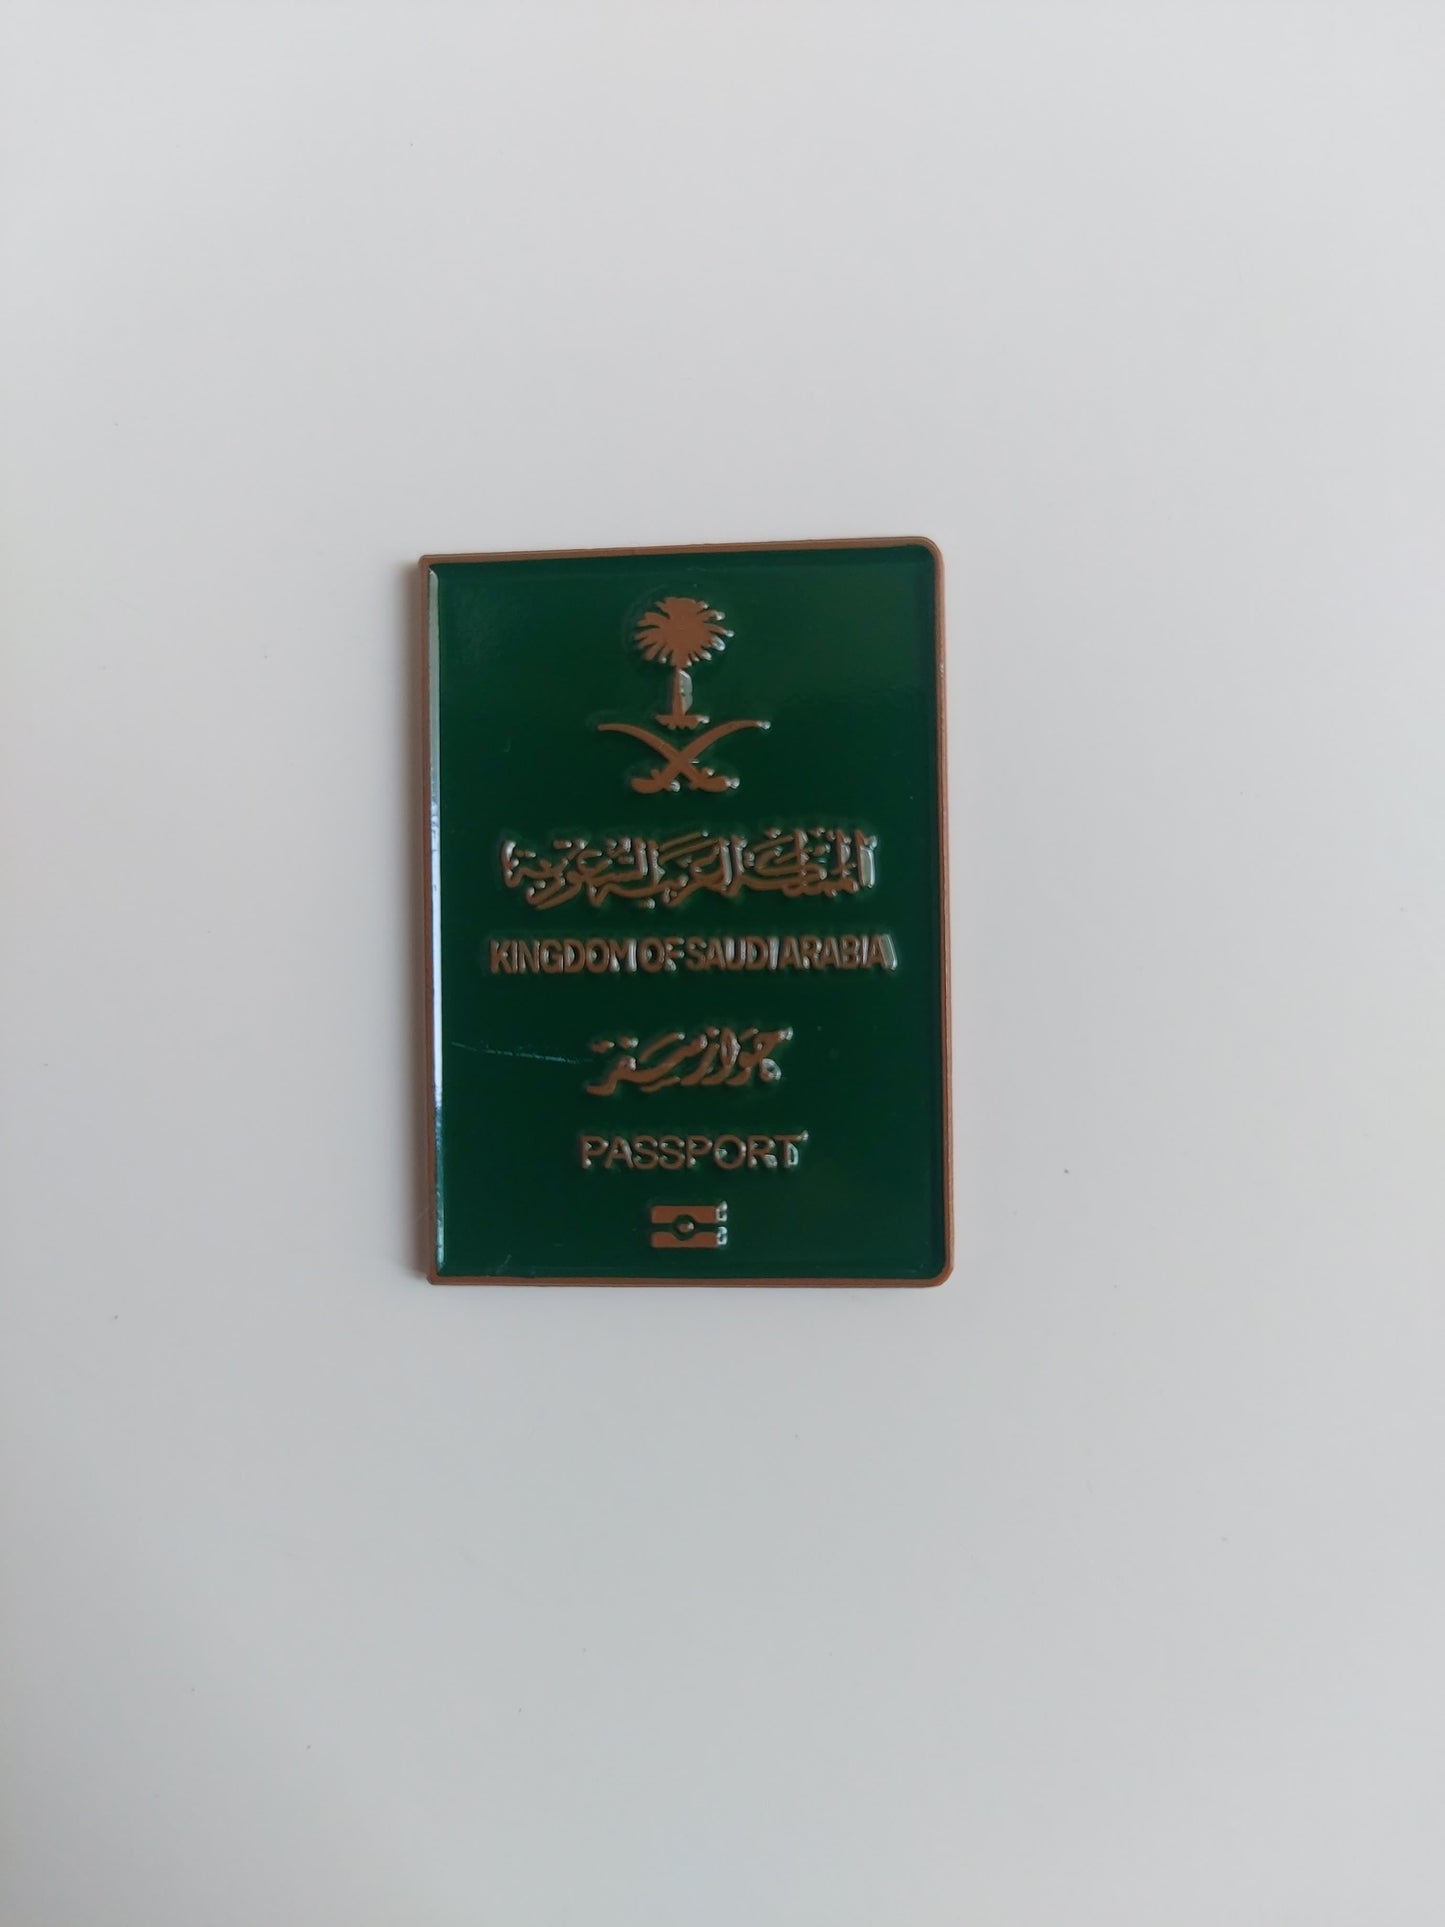 المملكة العربية السعودية
KINGDOM OF SAUDI ARABIA
جواز سفر
PASSPORT